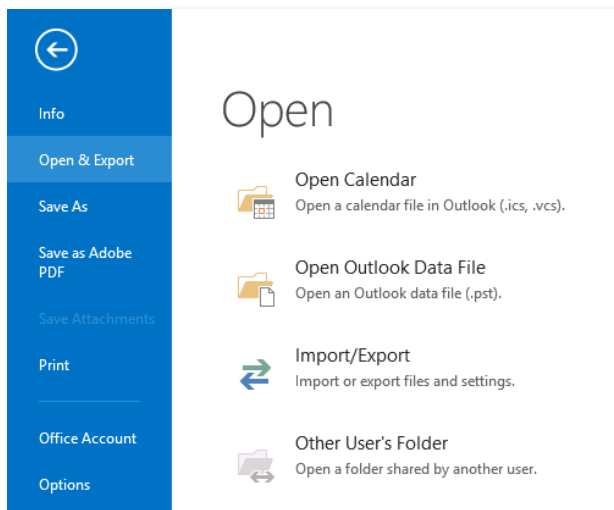 Info
Open & Export
Save As
Save as Adobe
PDF
Save Attachments
Print
Office Account
Options
Open
Open Calendar
Open a calendar file in Outlook (.ics, .vcs).
Open Outlook Data File
Open an Outlook data file (.pst).
Import/Export
Import or export files and settings.
Other User's Folder
Open a folder shared by another user.